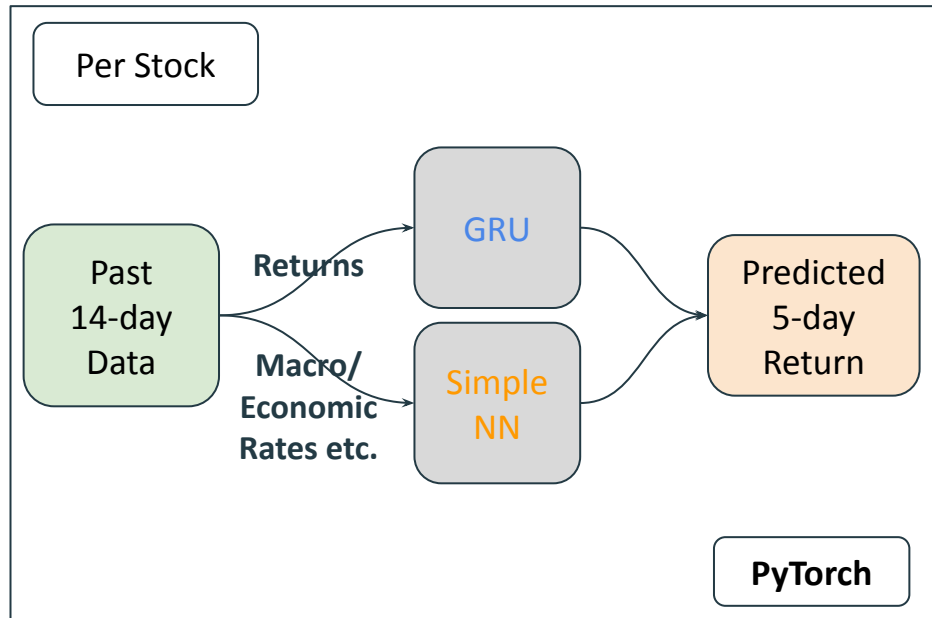 Per Stock
Past
14-day
Data
Returns
Macro/
Economic
Rates etc.
GRU
Simple
NN
Predicted
5-day
Return
PyTorch